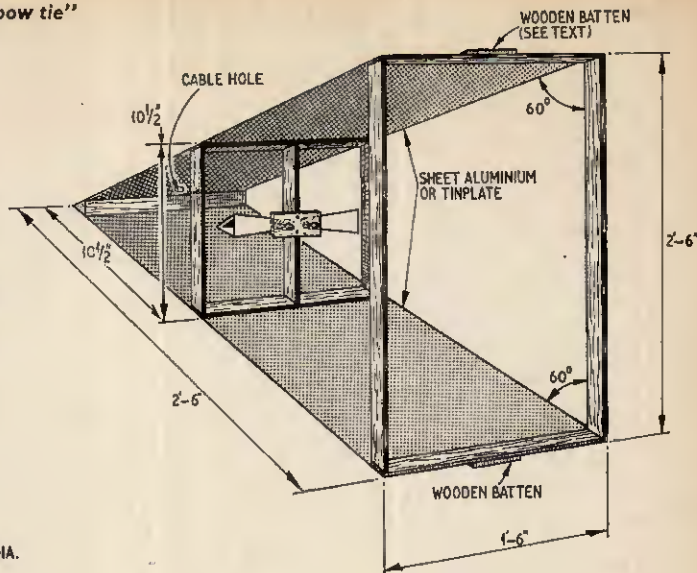 bow tie"
WOODEN BATTEN
(SEE TEXT)
CABLE HOLE
10½"
60°
SHEET ALUMINIUM
OR TINPLATE
10½"
2'-6"
2'-6"
60°
WOODEN BATTEN
1'-6"
IA.